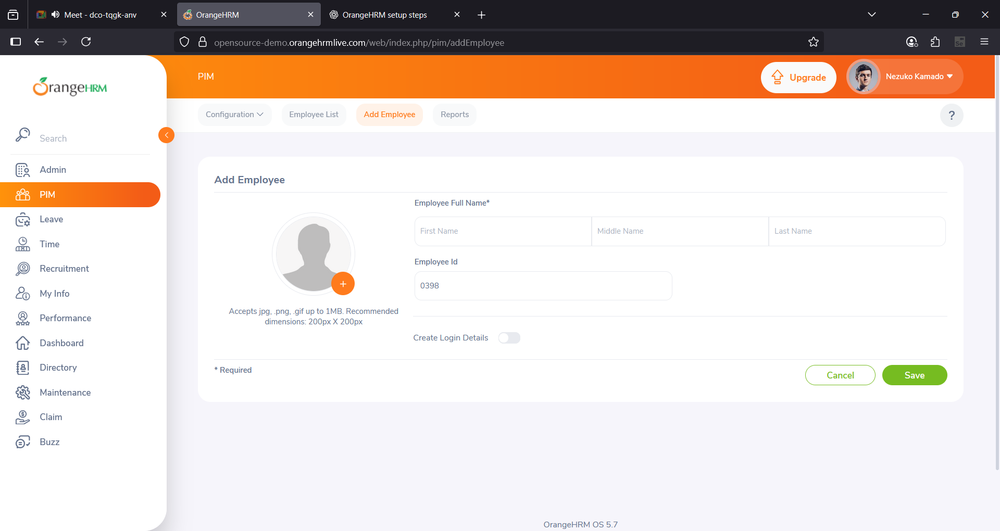 Meet - dco-tqgk-anv
OrangeHRM
OrangeHRM setup steps
opensource-demo.orangehrmlive.com/web/index.php/pim/addEmployee
Se
OrangeHRM
PIM
Upgrade
Nezuko Kamado
Configuration
Employee List
Add Employee
Reports
?
Search
Admin
PIM
Leave
Time
Recruitment
My Info
Performance
Dashboard
Directory
Maintenance
Claim
Buzz
Add Employee
Employee Full Name*
First Name
Middle Name
Last Name
Employee Id
0398
Accepts jpg, .png, .gif up to 1MB. Recommended
dimensions: 200px X 200px
Create Login Details
* Required
Cancel
Save
OrangeHRM OS 5.7